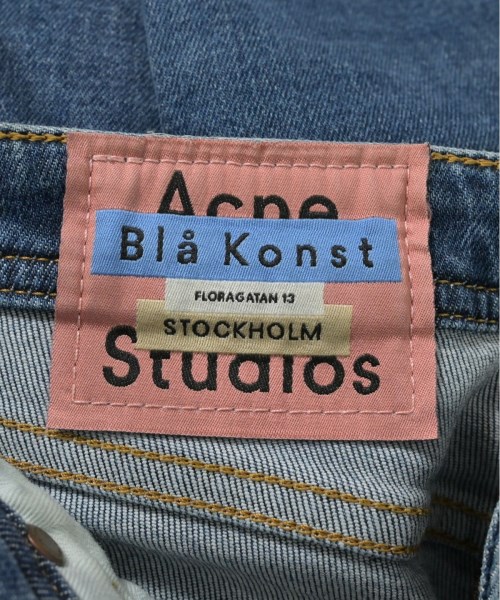 Acne
Blå Konst
FLORAGATAN 13
STOCKHOLM
Studios